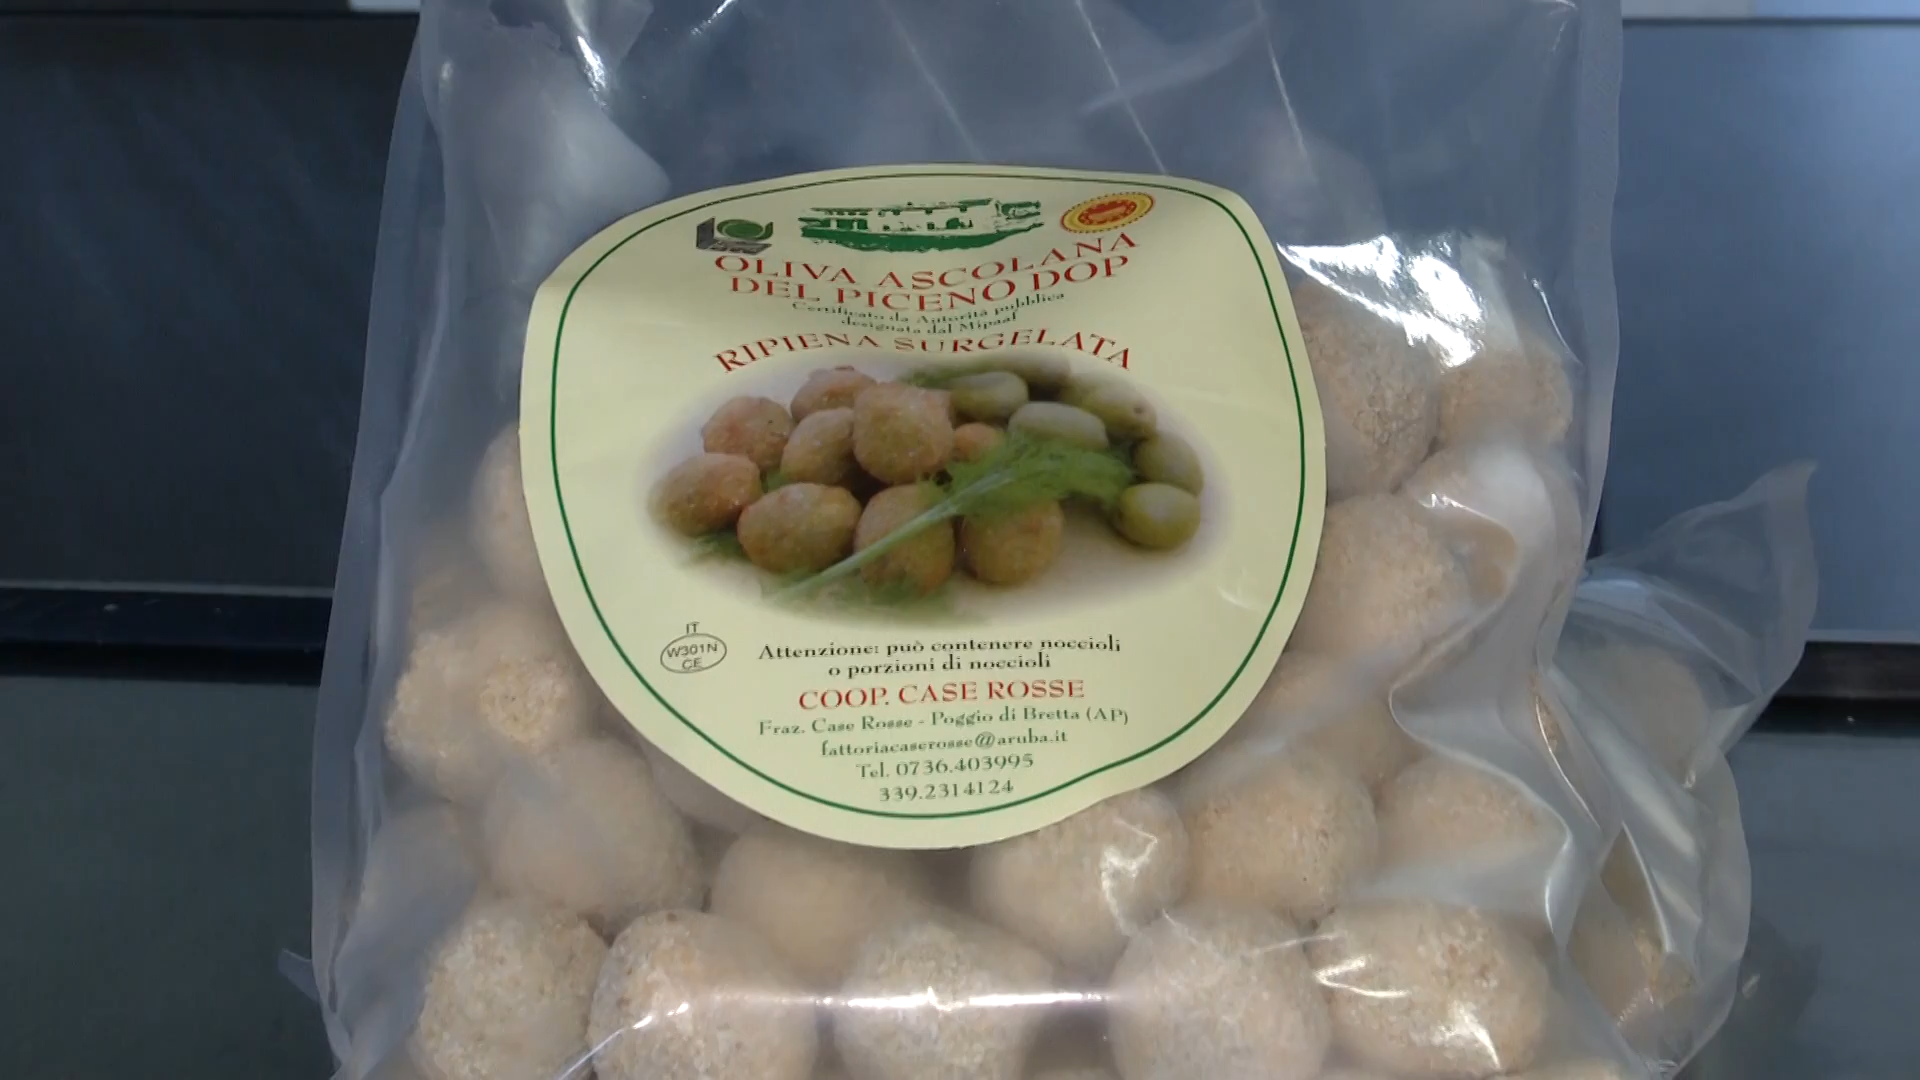 OLIVA ASCOLANA
DEL PICENO DOP
Certificato da Autorità pubblica
designata dal Mipaaf
RIPIENA SURGELATA
IT
W301N
CE
Attenzione: può contenere noccioli
o porzioni di noccioli
COOP. CASE ROSSE
Fraz. Case Rosse - Poggio di Bretta (AP)
fattoriacaserosse@aruba.it
Tel. 0736.403995
339.2314124